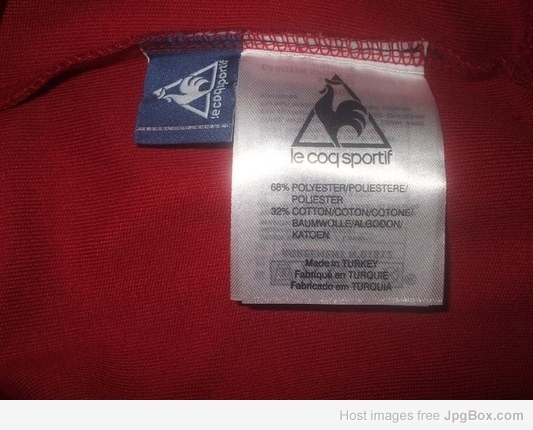 le coq sportif
le coq sportif
68% POLYESTER/POLIESTERE/
POLIÉSTER
32% COTTON/COTON/COTONE/
BAUMWOLLE/ALGODON/
KATOEN
Made in TURKEY
Fabriqué en TURQUIE
Fabricado em TURQUIA
Host images free JpgBox.com